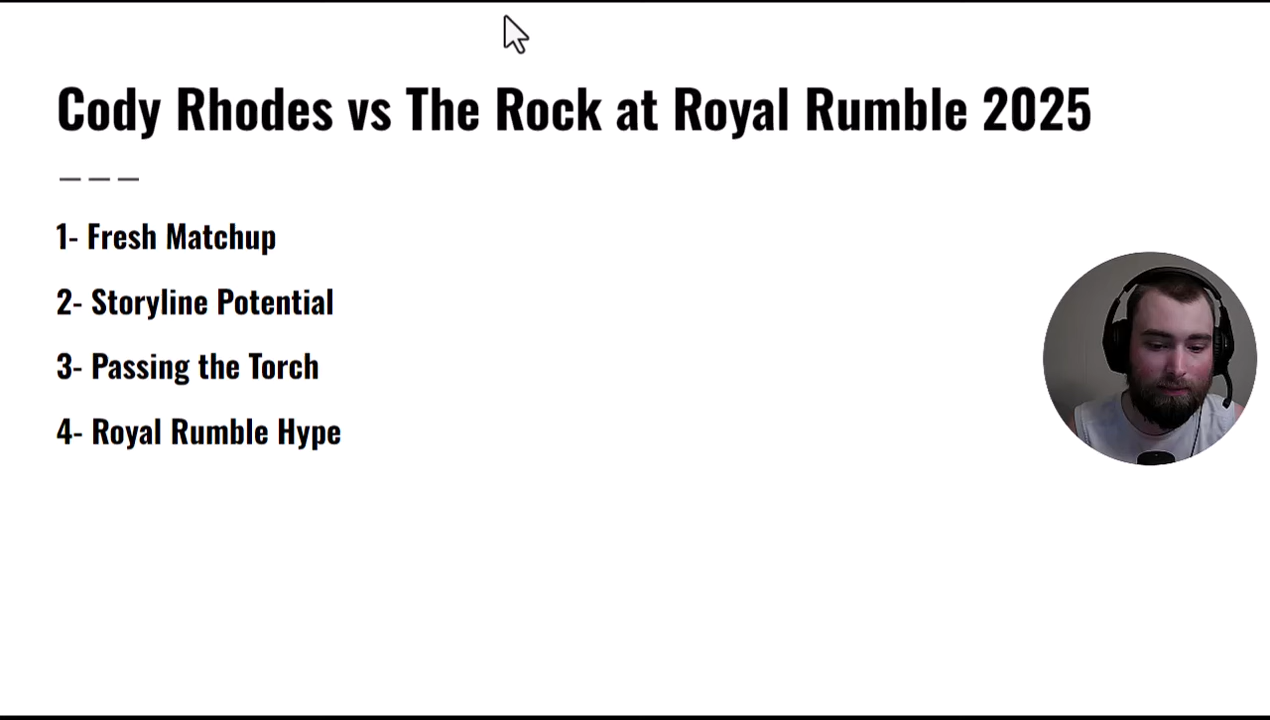 Cody Rhodes vs The Rock at Royal Rumble 2025
1- Fresh Matchup
2- Storyline Potential
3- Passing the Torch
4- Royal Rumble Hype